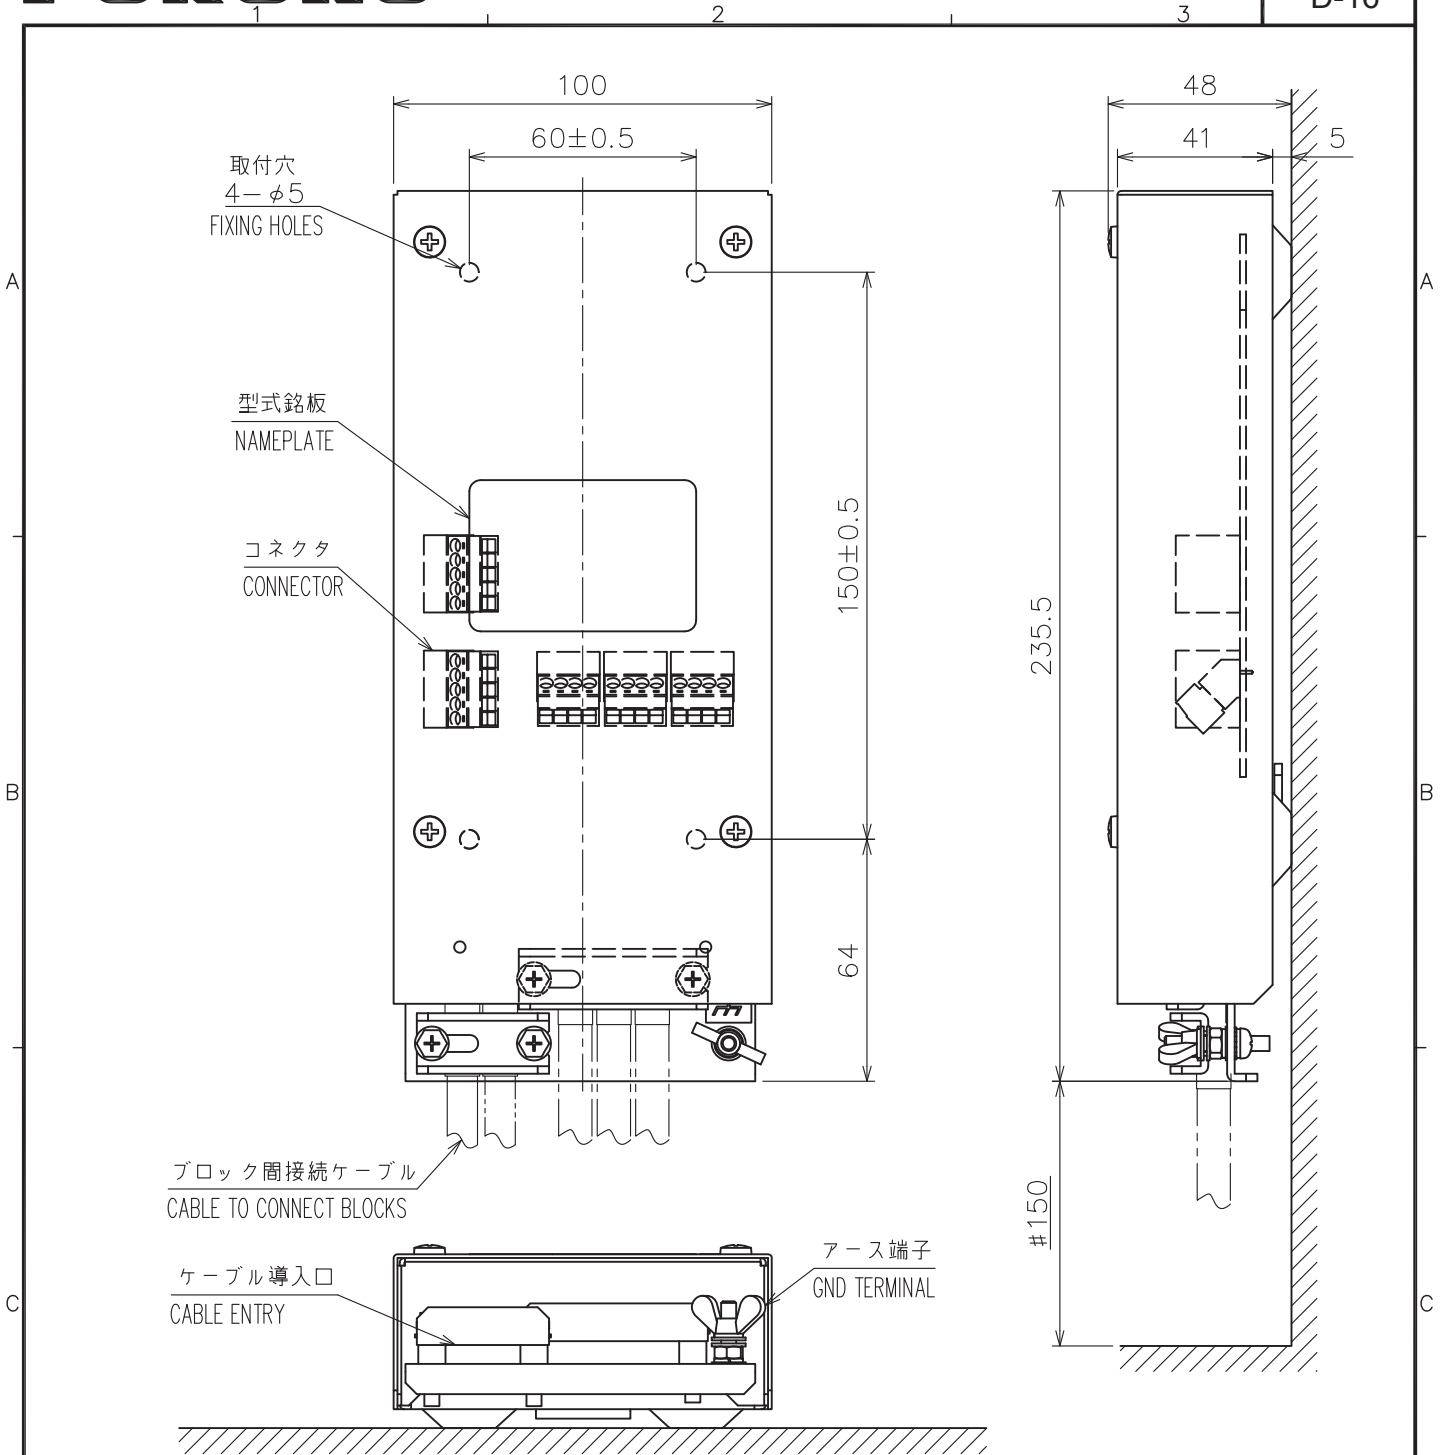 1
2
3
100
60±0.5
48
41
5
取付穴
4-φ5
FIXING HOLES
A
A
型式銘板
NAMEPLATE
コネクタ
CONNECTOR
150±0.5
235.5
B
B
64
ブロック間接続ケーブル
CABLE TO CONNECT BLOCKS
#150
アース端子
GND TERMINAL
ケーブル導入口
CABLE ENTRY
C
C